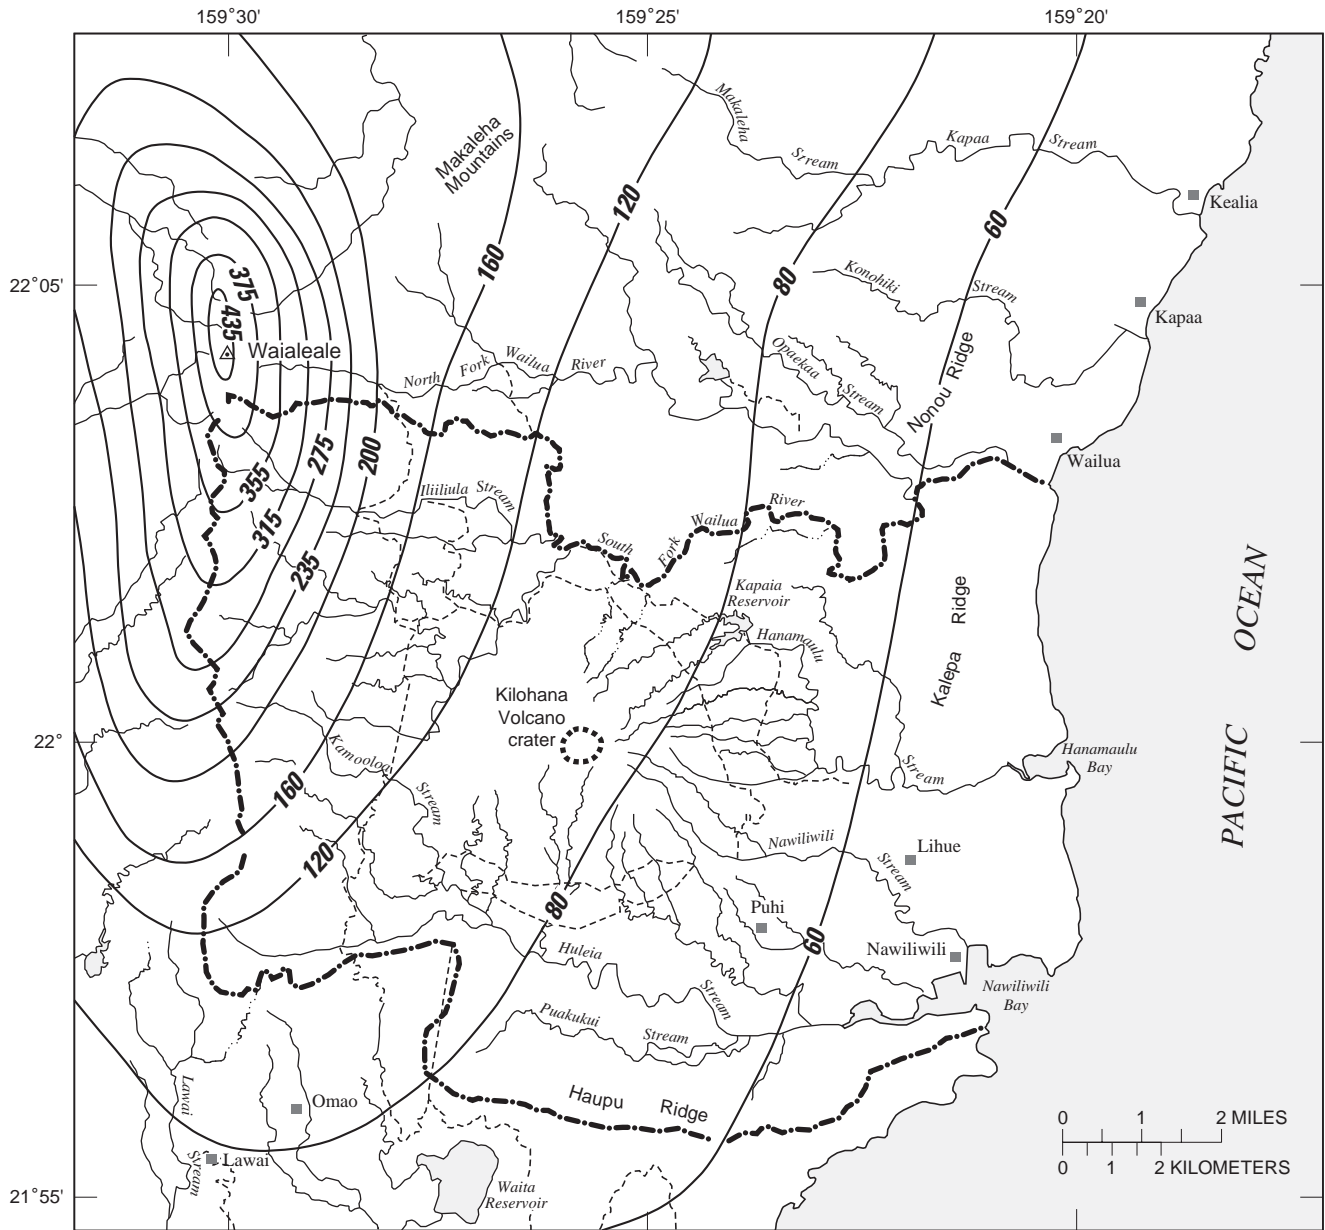 159°30'
159°25'
159°20'
Makaleha
Mountains
Makaleha
Stream
Kapaa
Stream
Kealia
120
60
160
375
80
Konohiki
Stream
22°05'
435
Kapaa
Waialeale
North
Fork
Wailua
River
Opaekaa
Stream
Nonou Ridge
Wailua
355
275
200
315
235
Iliiliula
Stream
South
Fork
Wailua
River
Kapaia
Reservoir
Hanamaulu
Kalepa
Ridge
PACIFIC
OCEAN
Kilohana
Volcano
crater
22°
Kamooloa
Stream
Stream
Hanamaulu
Bay
160
120
Nawiliwili
Stream
Lihue
80
Puhi
60
Nawiliwili
Huleia
Stream
Nawiliwili
Bay
Puakukui
Stream
Lawai
Stream
Omao
Haupu
Ridge
Lawai
Waita
Reservoir
0
1
2 MILES
0
1
2 KILOMETERS
21°55'